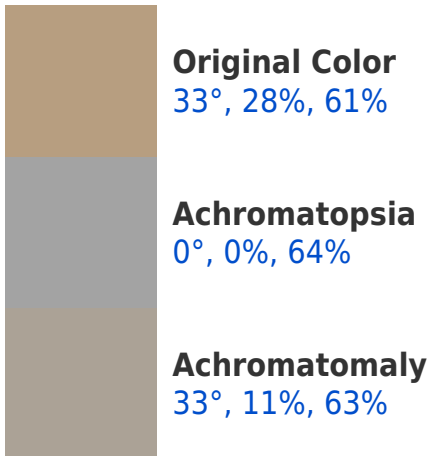 Original Color
33°, 28%, 61%
Achromatopsia
0°, 0%, 64%
Achromatomaly
33°, 11%, 63%